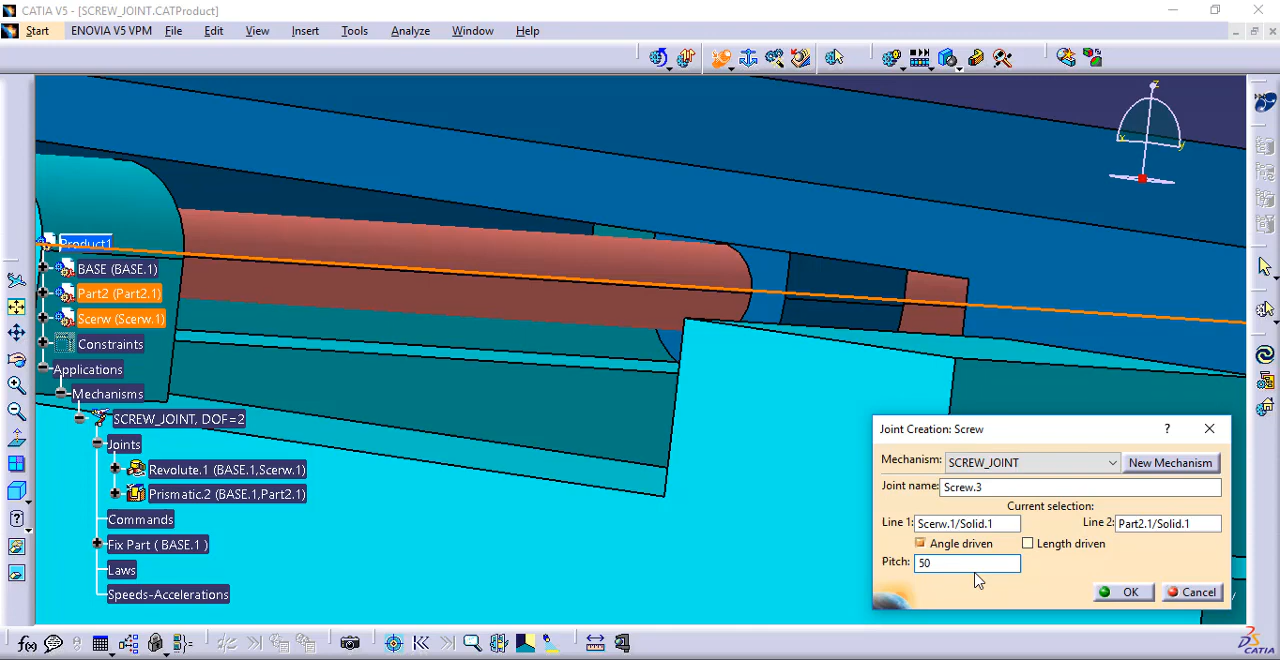 CATIA V5 - [SCREW_JOINT.CATProduct]
Start ENOVIA V5 VPM File Edit View Insert Tools Analyze Window Help
z
x y
Product1
BASE (BASE.1)
Part2 (Part2.1)
Scerw (Scerw.1)
Constraints
Applications
Mechanisms
SCREW_JOINT, DOF=2
Joints
Revolute.1 (BASE.1,Scerw.1)
Prismatic.2 (BASE.1,Part2.1)
Commands
Fix Part ( BASE.1 )
Laws
Speeds-Accelerations
Joint Creation: Screw ?
Mechanism: SCREW_JOINT New Mechanism
Joint name: Screw.3
Current selection:
Line 1: Scerw.1/Solid.1 Line 2: Part2.1/Solid.1
Angle driven Length driven
Pitch: 50
OK Cancel
f(x)
CATIA